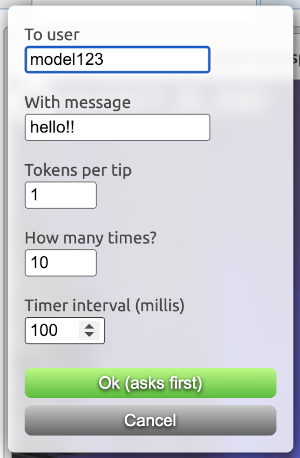 To user
model123
With message
hello!!
Tokens per tip
1
How many times?
10
Timer interval (millis)
100
Ok (asks first)
Cancel